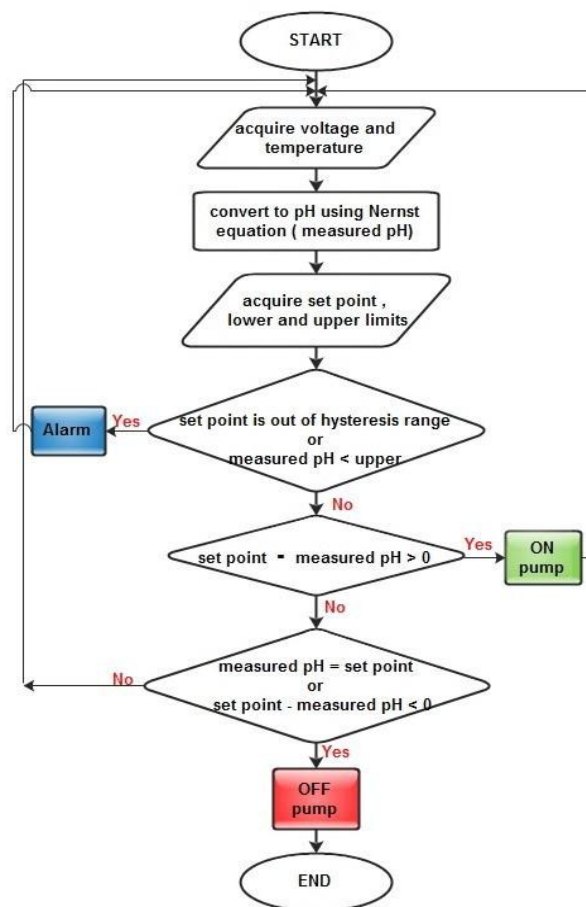 START
acquire voltage and
temperature
convert to pH using Nernst
equation ( measured pH)
acquire set point ,
lower and upper limits
set point is out of hysteresis range
or
measured pH < upper
Yes
Alarm
No
set point - measured pH > 0
Yes
ON
pump
No
measured pH = set point
or
set point - measured pH < 0
No
Yes
OFF
pump
END